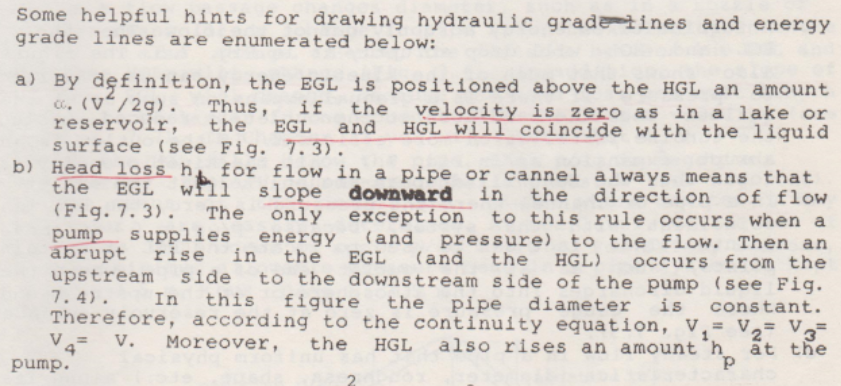 Some helpful hints for drawing hydraulic grade lines and energy
grade lines are enumerated below:
a) By definition, the EGL is positioned above the HGL an amount
α.(V²/2g). Thus, if the velocity is zero as in a lake or
reservoir, the EGL and HGL will coincide with the liquid
surface (see Fig. 7.3).
b) Head loss h_L for flow in a pipe or cannel always means that
the EGL will slope downward in the direction of flow
(Fig.7.3). The only exception to this rule occurs when a
pump supplies energy (and pressure) to the flow. Then an
abrupt rise in the EGL (and the HGL) occurs from the
upstream side to the downstream side of the pump (see Fig.
7.4). In this figure the pipe diameter is constant.
Therefore, according to the continuity equation, V₁= V₂= V₃=
V₄= V. Moreover, the HGL also rises an amount h_p at the
pump.